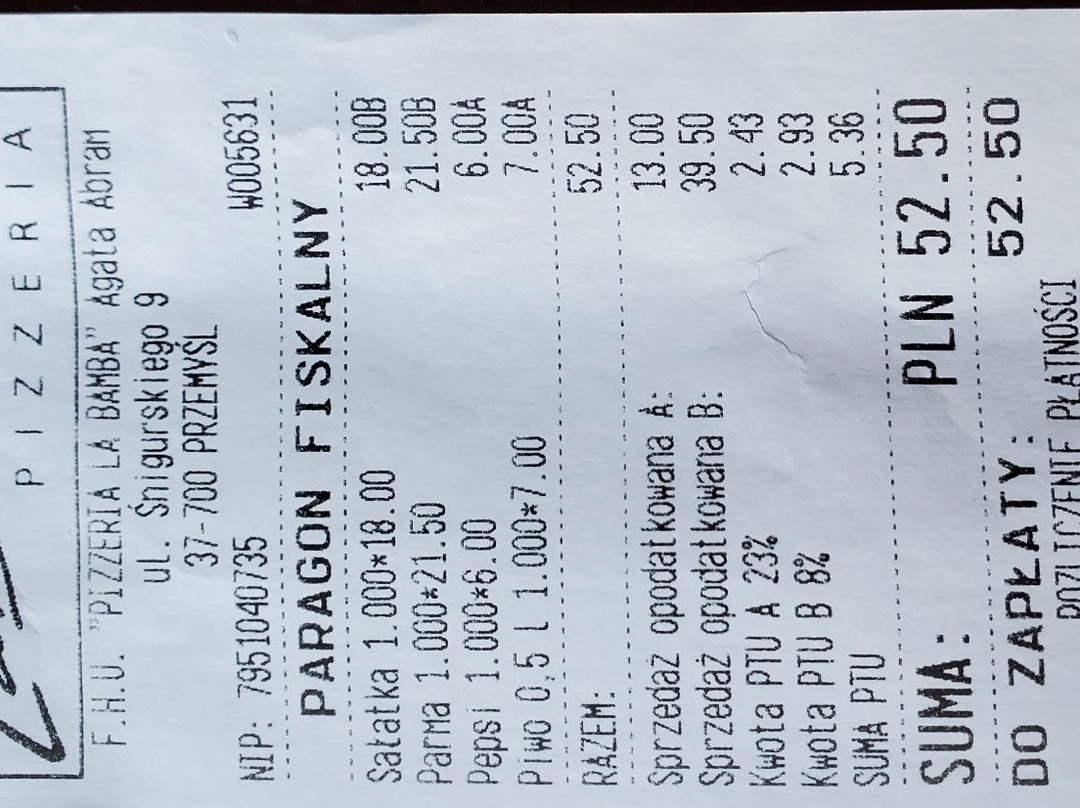 P I Z Z E R I A
F.H.U. "PIZZERIA LA BAMBA" Agata Abram
ul. Śnigurskiego 9
37-700 PRZEMYŚL
NIP: 7951040735 W005631
PARAGON FISKALNY
Sałatka 1.000*18.00 18.00B
Parma 1.000*21.50 21.50B
Pepsi 1.000*6.00 6.00A
Piwo 0,5 l 1.000*7.00 7.00A
RAZEM: 52.50
Sprzedaż opodatkowana A: 13.00
Sprzedaż opodatkowana B: 39.50
Kwota PTU A 23% 2.43
Kwota PTU B 8% 2.93
SUMA PTU 5.36
SUMA: PLN 52.50
DO ZAPŁATY: 52.50
ROZLICZENIE PŁATNOŚCI